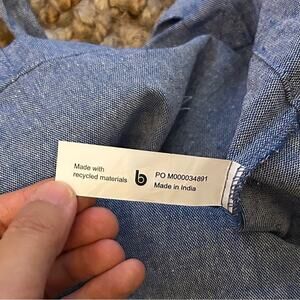 Made with
recycled materials
b
PO M000034891
Made in India